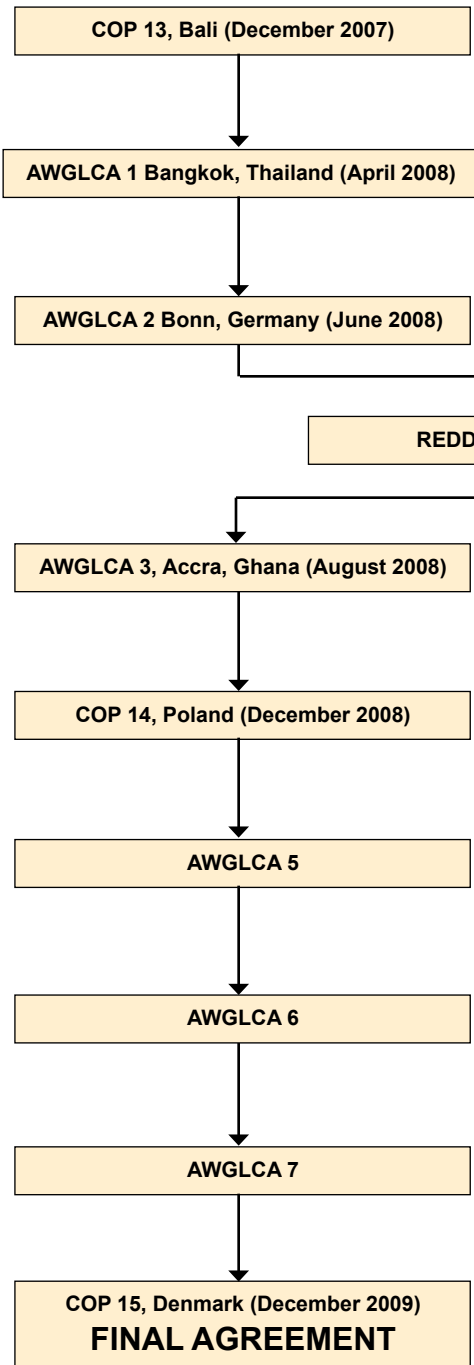 COP 13, Bali (December 2007)
AWGLCA 1 Bangkok, Thailand (April 2008)
AWGLCA 2 Bonn, Germany (June 2008)
REDD
AWGLCA 3, Accra, Ghana (August 2008)
COP 14, Poland (December 2008)
AWGLCA 5
AWGLCA 6
AWGLCA 7
COP 15, Denmark (December 2009)
FINAL AGREEMENT